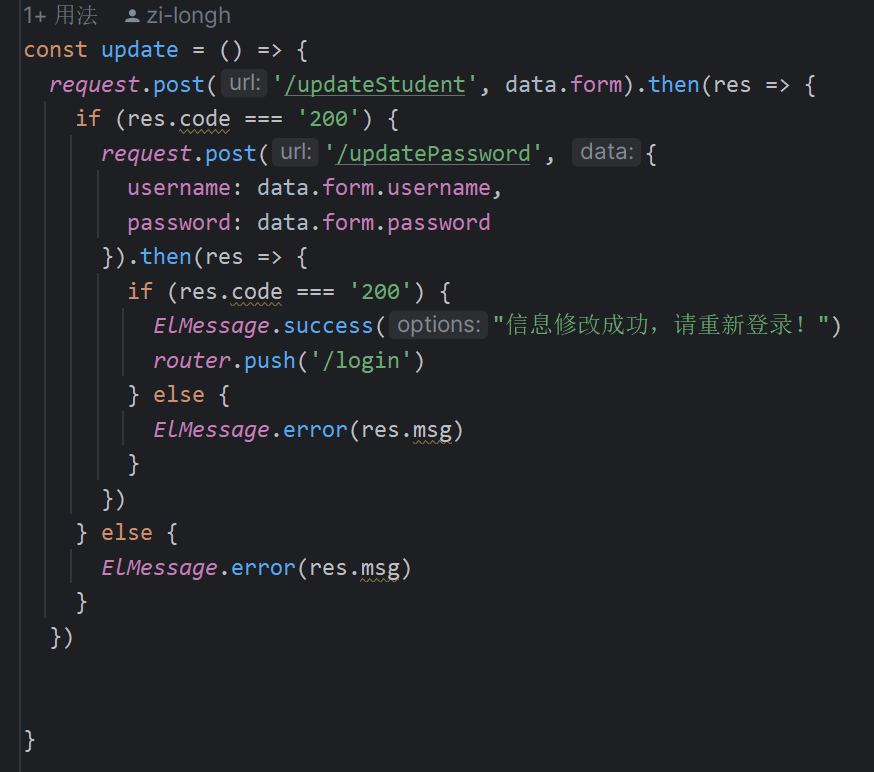 1+ 用法 zi-longh
const update = () => {
request.post( url: '/updateStudent', data.form).then(res => {
if (res.code === '200') {
request.post( url: '/updatePassword', data: {
username: data.form.username,
password: data.form.password
}).then(res => {
if (res.code === '200') {
ElMessage.success( options: "信息修改成功，请重新登录！")
router.push('/login')
} else {
ElMessage.error(res.msg)
}
})
} else {
ElMessage.error(res.msg)
}
})
}